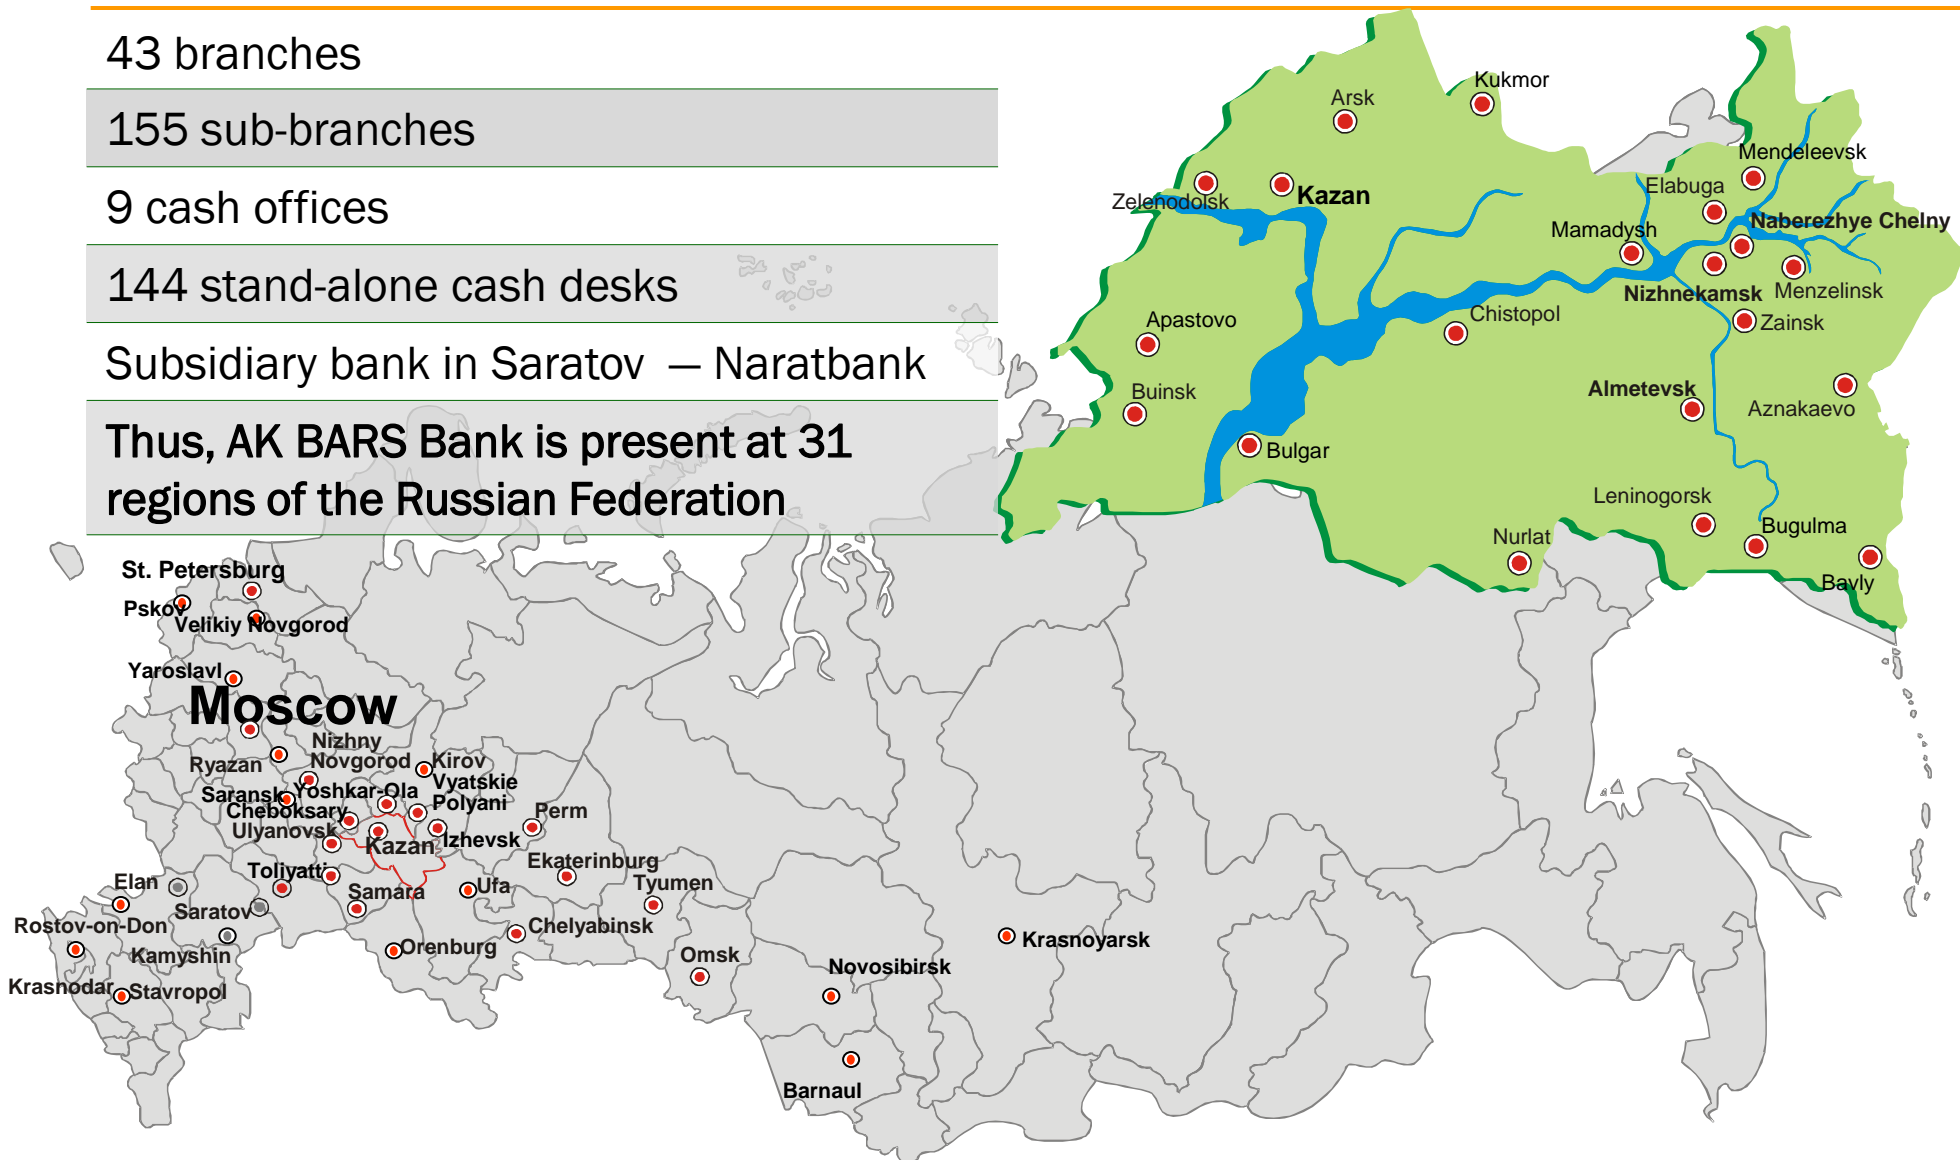 43 branches
155 sub-branches
9 cash offices
144 stand-alone cash desks
Subsidiary bank in Saratov — Naratbank
Thus, AK BARS Bank is present at 31
regions of the Russian Federation
Kukmor
Arsk
Mendeleevsk
Elabuga
Zelenodolsk
Kazan
Naberezhye Chelny
Mamadysh
Nizhnekamsk
Menzelinsk
Chistopol
Zainsk
Apastovo
Buinsk
Almetevsk
Aznakaevo
Bulgar
Leninogorsk
Bugulma
Nurlat
Bavly
St. Petersburg
Pskov
Velikiy Novgorod
Yaroslavl
Moscow
Nizhny
Novgorod
Ryazan
Kirov
Vyatskie
Polyani
Saransk
Yoshkar-Ola
Cheboksary
Ulyanovsk
Kazan
Izhevsk
Perm
Ekaterinburg
Toliyatti
Elan
Samara
Ufa
Tyumen
Saratov
Rostov-on-Don
Chelyabinsk
Kamyshin
Orenburg
Omsk
Krasnoyarsk
Novosibirsk
Krasnodar
Stavropol
Barnaul